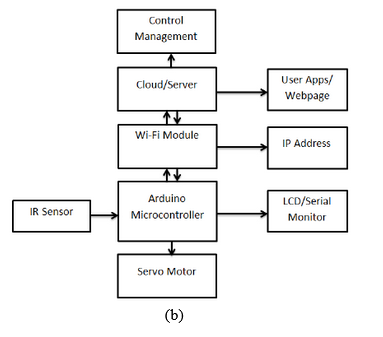 Control
Management
Cloud/Server
User Apps/
Webpage
Wi-Fi Module
IP Address
IR Sensor
Arduino
Microcontroller
LCD/Serial
Monitor
Servo Motor
(b)